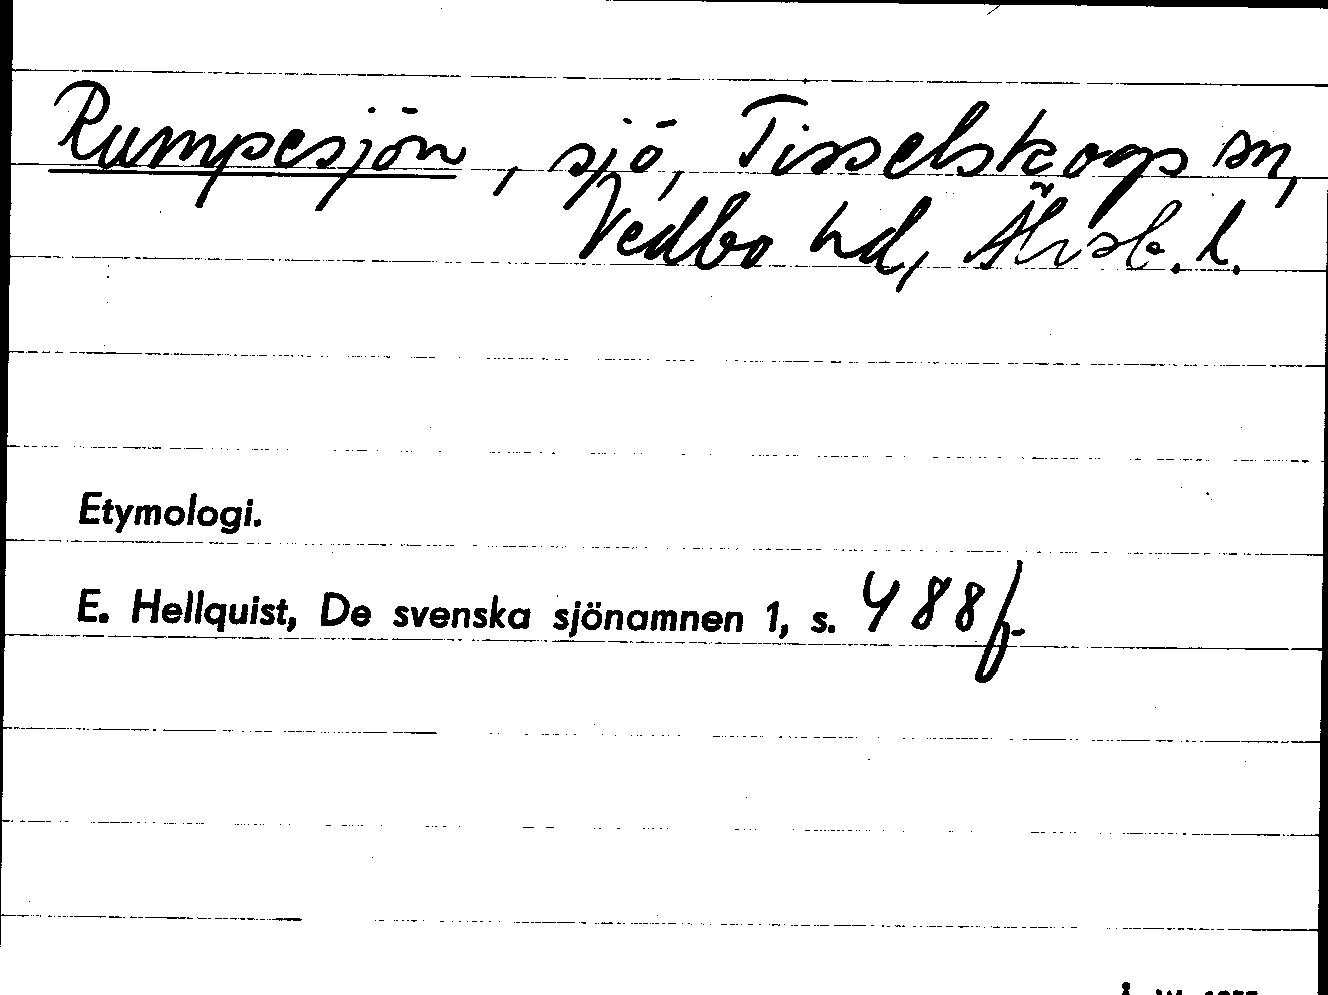 Rumpesjön, sjö, Tisselskogs sn,
Vedbo hd, Älvsb. l.
Etymologi.
E. Hellquist, De svenska sjönamnen 1, s. 488 f.